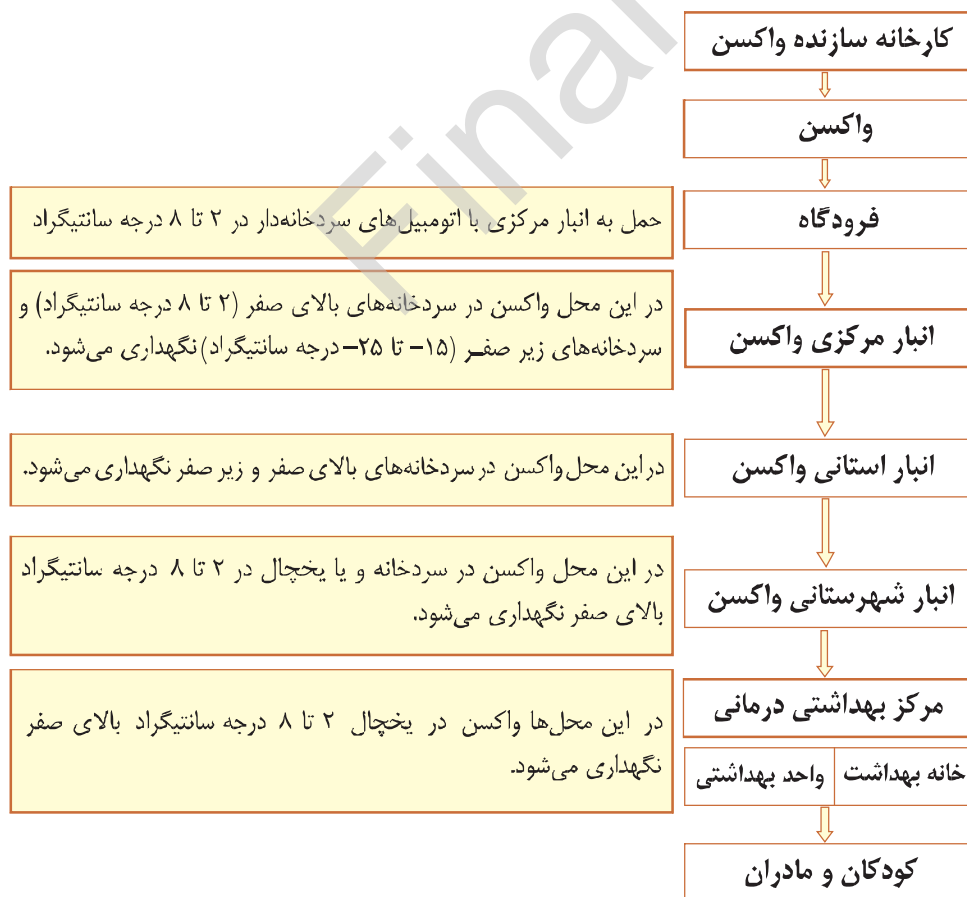 کارخانه سازنده واکسن
واکسن
فرودگاه
حمل به انبار مرکزی با اتومبیل‌های سردخانه‌دار در ۲ تا ۸ درجه سانتیگراد
انبار مرکزی واکسن
در این محل واکسن در سردخانه‌های بالای صفر (۲ تا ۸ درجه سانتیگراد) و
سردخانه‌های زیر صفر (۱۵– تا ۲۵–درجه سانتیگراد)نگهداری می‌شود.
انبار استانی واکسن
دراین محل واکسن در سردخانه‌های بالای صفر و زیر صفر نگهداری می‌شود.
انبار شهرستانی واکسن
در این محل واکسن در سردخانه و یا یخچال در ۲ تا ۸ درجه سانتیگراد
بالای صفر نگهداری می‌شود.
مرکز بهداشتی درمانی
خانه بهداشت
واحد بهداشتی
در این محل‌ها واکسن در یخچال ۲ تا ۸ درجه سانتیگراد بالای صفر
نگهداری می‌شود.
کودکان و مادران
Final